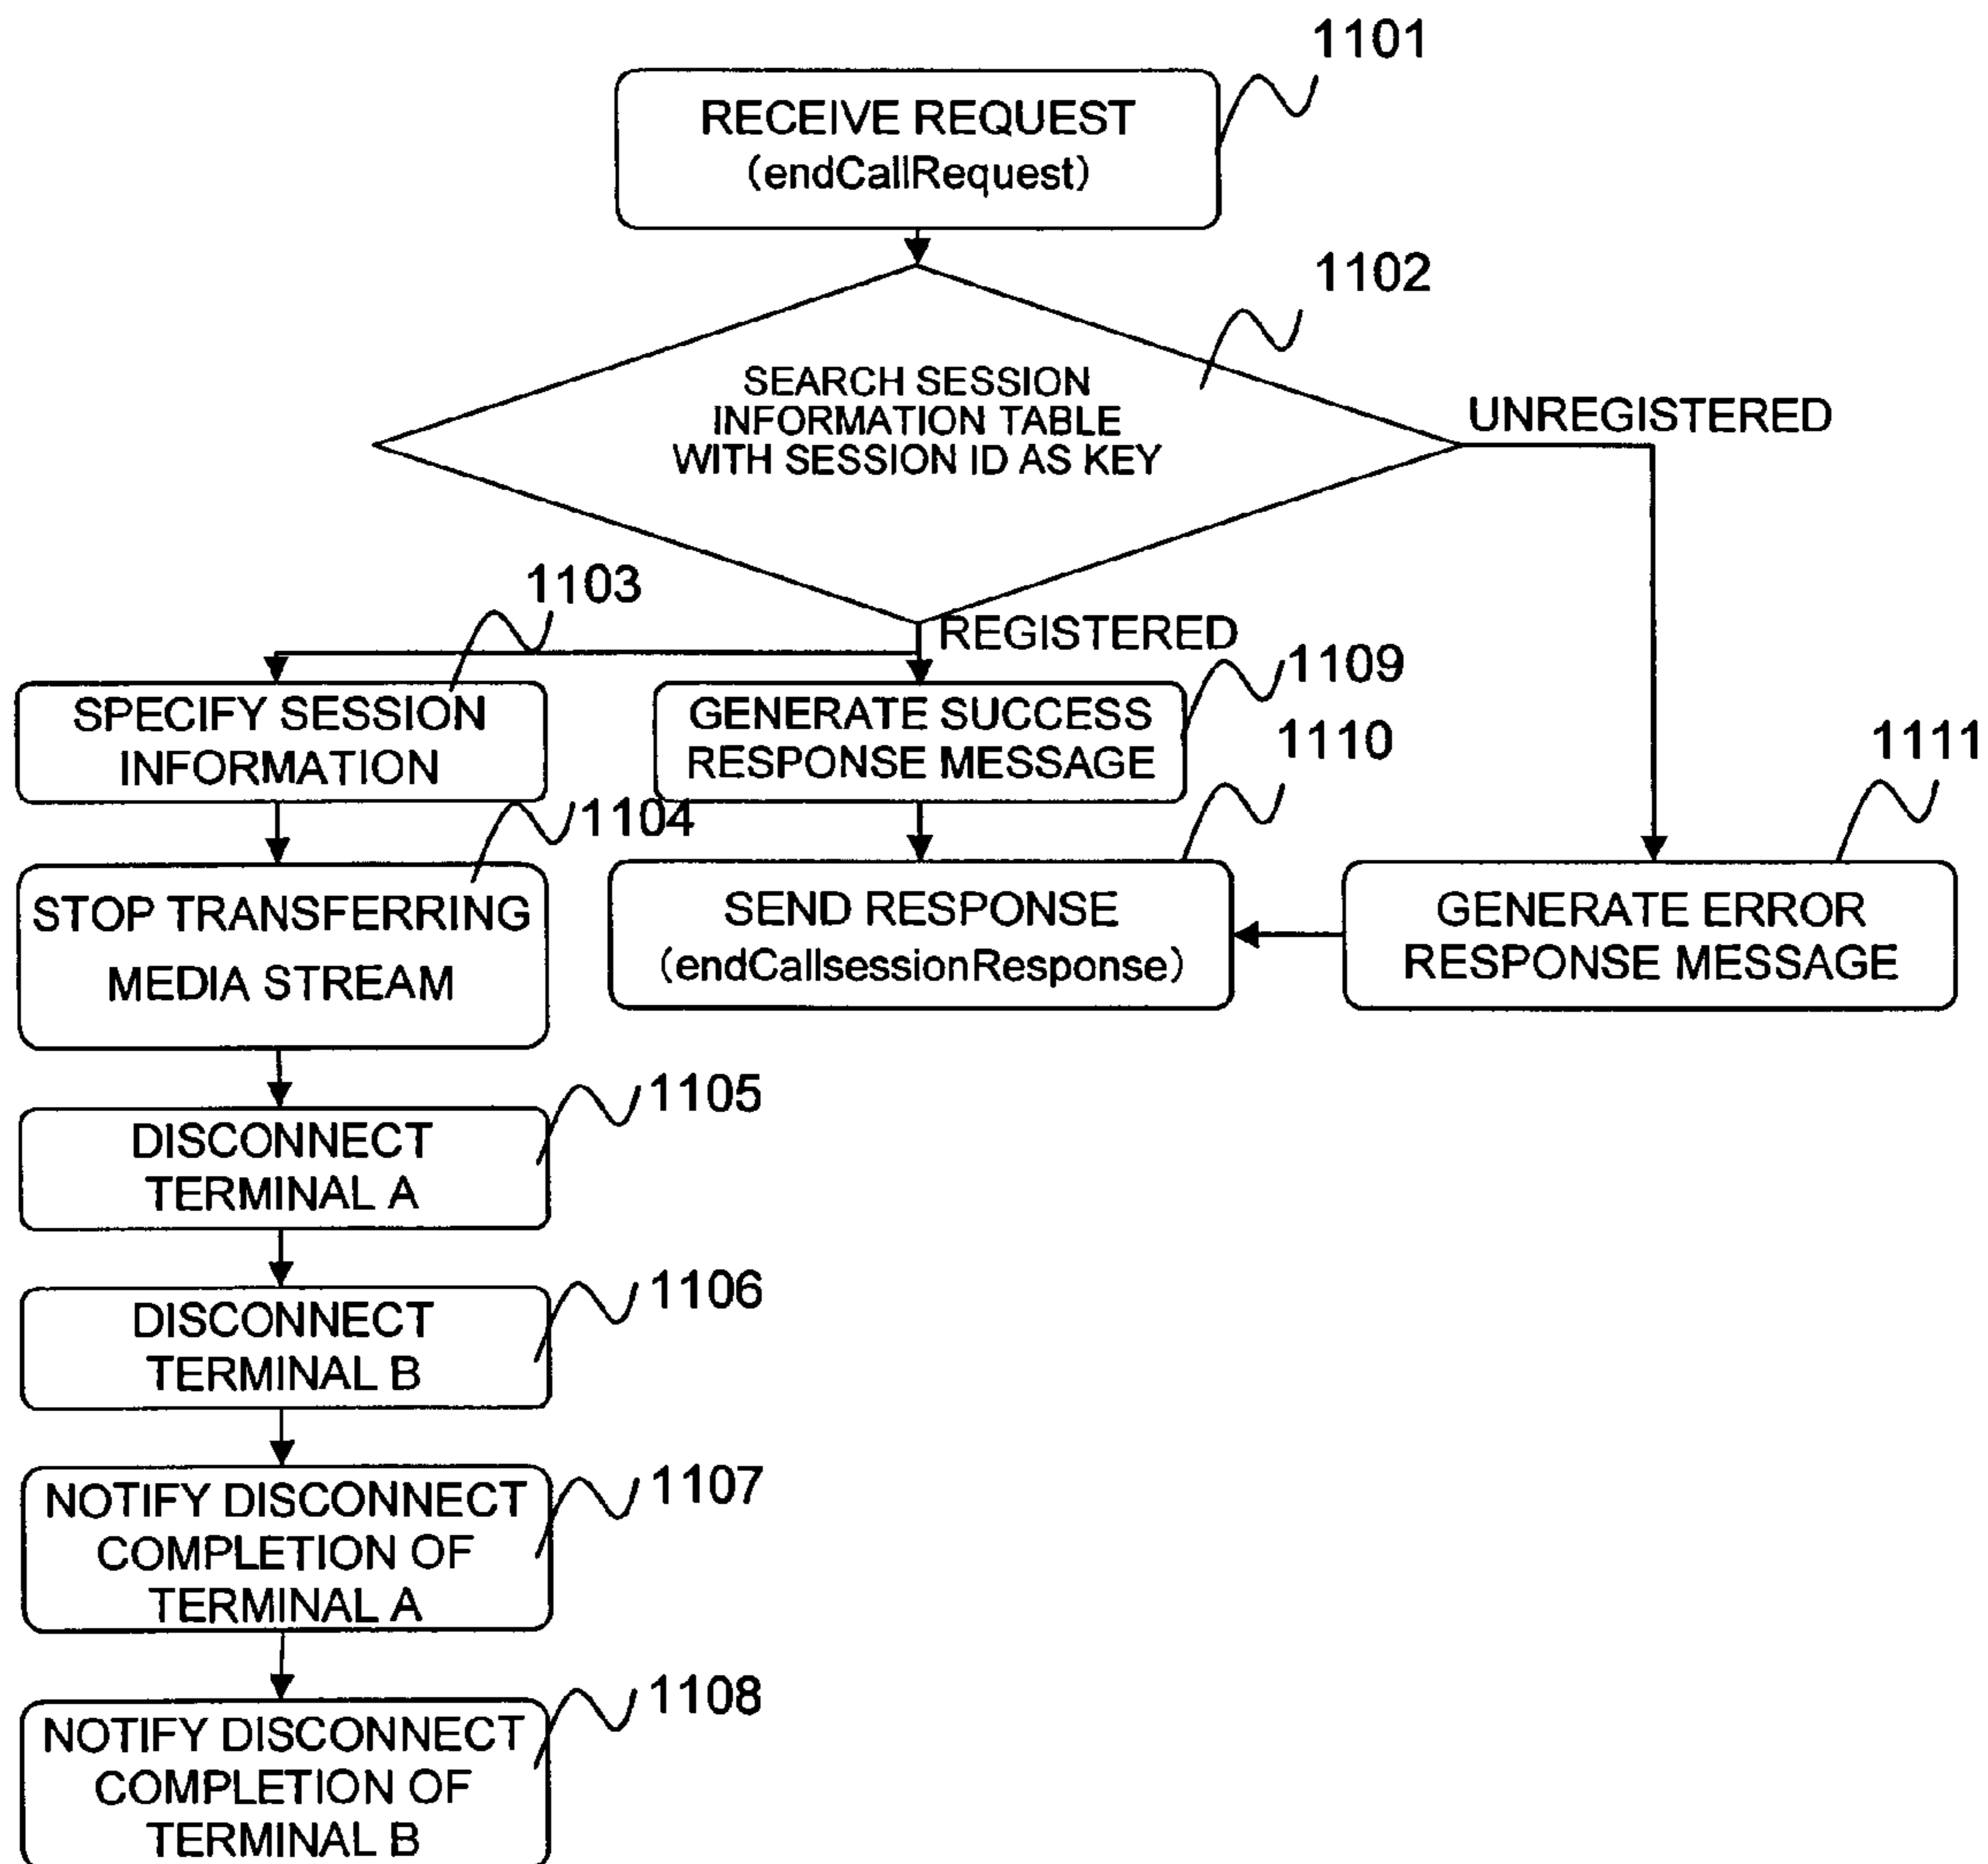 1101
RECEIVE REQUEST
(endCallRequest)
1102
SEARCH SESSION
INFORMATION TABLE
WITH SESSION ID AS KEY
UNREGISTERED
1103
REGISTERED
1109
SPECIFY SESSION
INFORMATION
GENERATE SUCCESS
RESPONSE MESSAGE
1110
1111
1104
STOP TRANSFERRING
MEDIA STREAM
SEND RESPONSE
(endCallsessionResponse)
GENERATE ERROR
RESPONSE MESSAGE
1105
DISCONNECT
TERMINAL A
1106
DISCONNECT
TERMINAL B
1107
NOTIFY DISCONNECT
COMPLETION OF
TERMINAL A
1108
NOTIFY DISCONNECT
COMPLETION OF
TERMINAL B